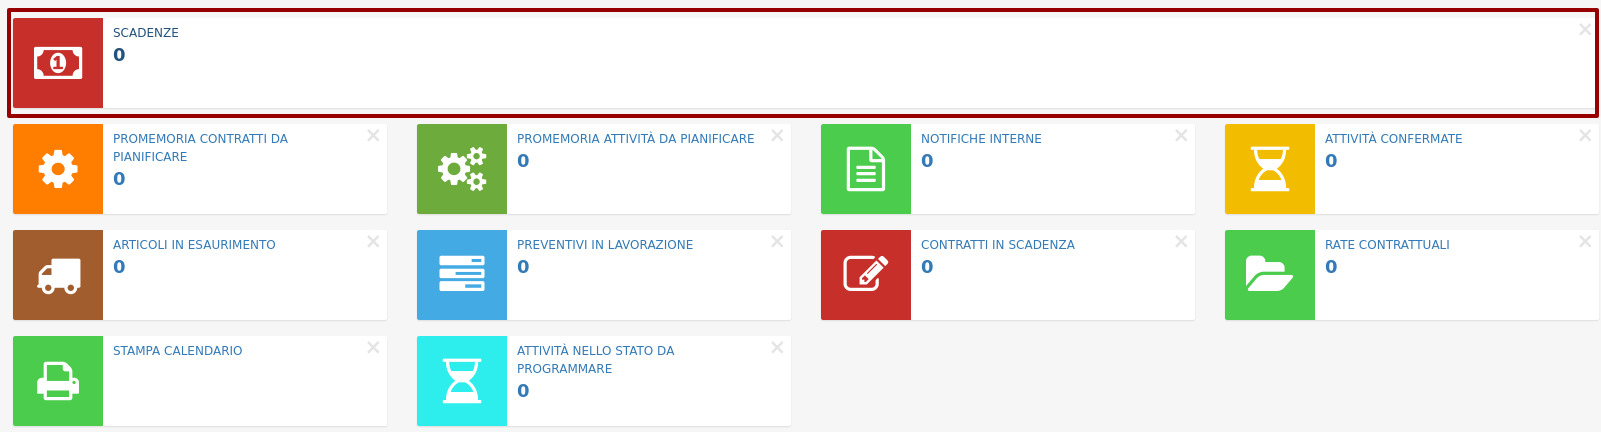 SCADENZE
0
PROMEMORIA CONTRATTI DA
PIANIFICARE
0
PROMEMORIA ATTIVITÀ DA PIANIFICARE
0
NOTIFICHE INTERNE
0
ATTIVITÀ CONFERMATE
0
ARTICOLI IN ESAURIMENTO
0
PREVENTIVI IN LAVORAZIONE
0
CONTRATTI IN SCADENZA
0
RATE CONTRATTUALI
0
STAMPA CALENDARIO
ATTIVITÀ NELLO STATO DA
PROGRAMMARE
0